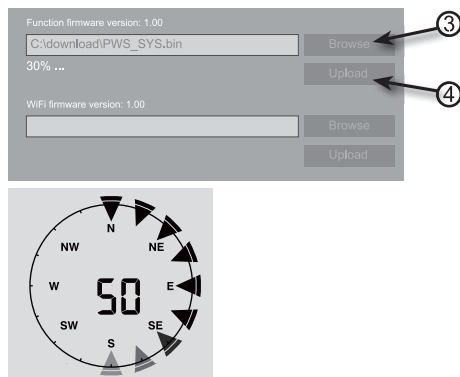 Function firmware version: 1.00
C:\download\PWS_SYS.bin
Browse
③
30% ...
Upload
④
WiFi firmware version: 1.00
Browse
Upload
N
NW
NE
W
50
E
SW
SE
S